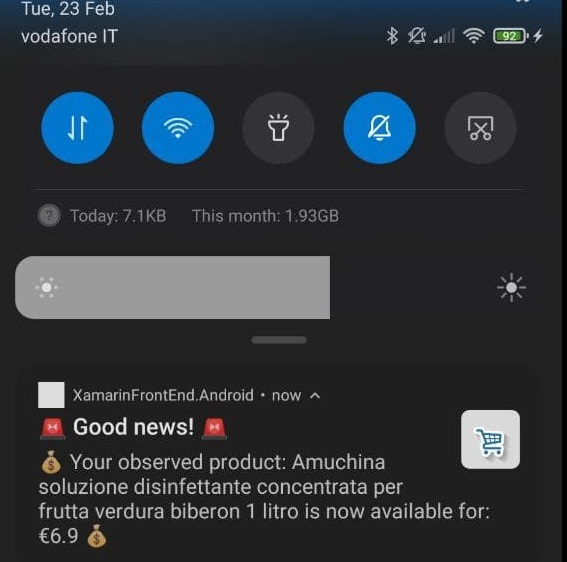 Tue, 23 Feb
vodafone IT
92
Today: 7.1KB This month: 1.93GB
XamarinFrontEnd.Android • now
🚨 Good news! 🚨
💰 Your observed product: Amuchina
soluzione disinfettante concentrata per
frutta verdura biberon 1 litro is now available for:
€6.9 💰